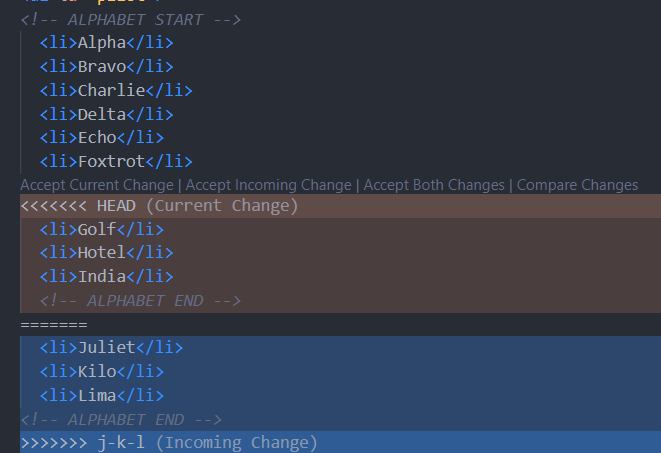 <!-- ALPHABET START -->
<li>Alpha</li>
<li>Bravo</li>
<li>Charlie</li>
<li>Delta</li>
<li>Echo</li>
<li>Foxtrot</li>
Accept Current Change | Accept Incoming Change | Accept Both Changes | Compare Changes
<<<<<<< HEAD (Current Change)
<li>Golf</li>
<li>Hotel</li>
<li>India</li>
<!-- ALPHABET END -->
=======
<li>Juliet</li>
<li>Kilo</li>
<li>Lima</li>
<!-- ALPHABET END -->
>>>>>>> j-k-l (Incoming Change)